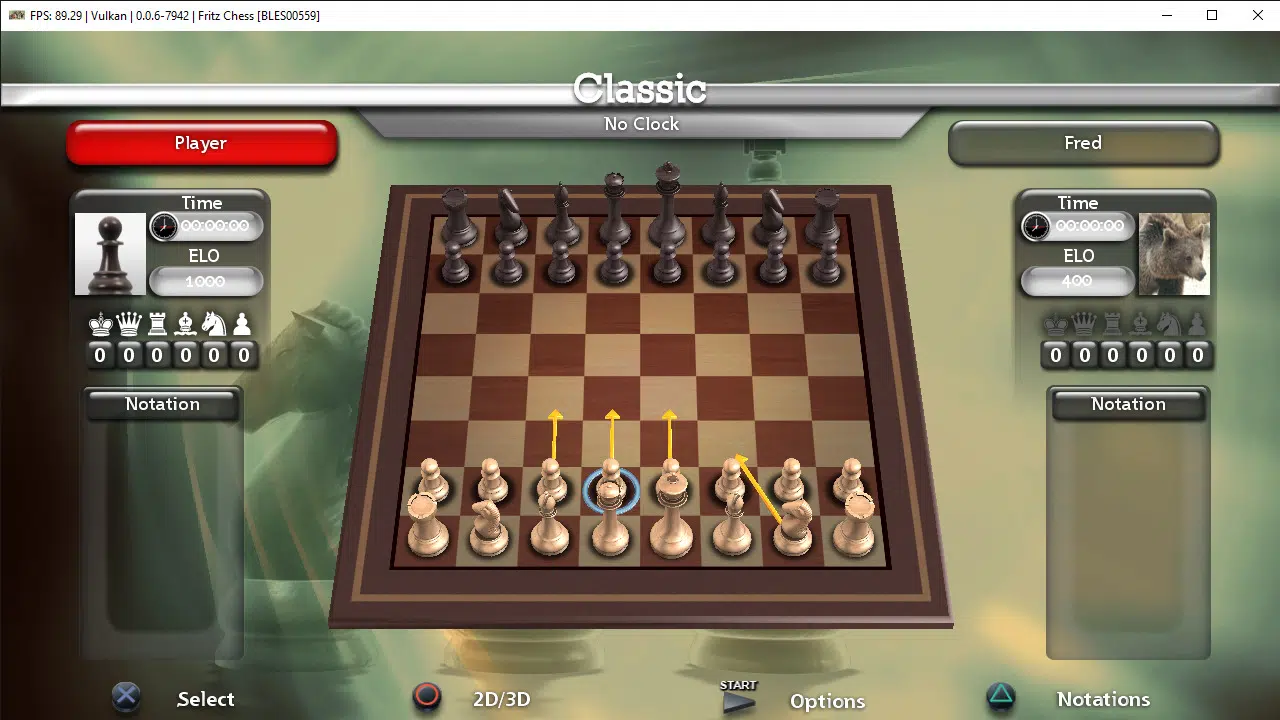 FPS: 89.29 | Vulkan | 0.0.6-7942 | Fritz Chess [BLES00559]
Classic
No Clock
Player
Fred
Time
00:00:00
ELO
1000
0 0 0 0 0 0
Notation
Time
00:00:00
ELO
400
0 0 0 0 0 0
Notation
Select
2D/3D
START
Options
Notations